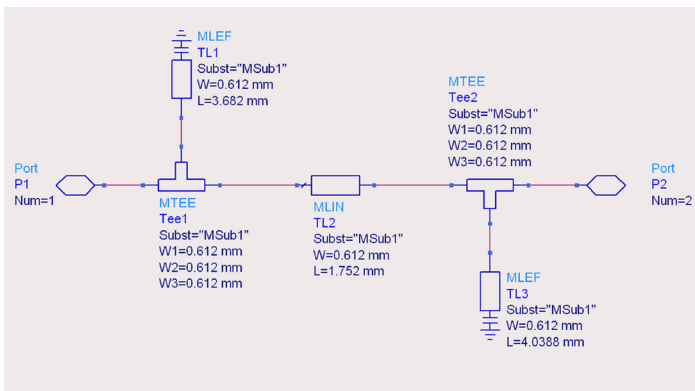 MLEF
TL1
Subst="MSub1"
W=0.612 mm
L=3.682 mm
MTEE
Tee2
Subst="MSub1"
W1=0.612 mm
W2=0.612 mm
W3=0.612 mm
Port
P1
Num=1
MTEE
Tee1
Subst="MSub1"
W1=0.612 mm
W2=0.612 mm
W3=0.612 mm
MLIN
TL2
Subst="MSub1"
W=0.612 mm
L=1.752 mm
Port
P2
Num=2
MLEF
TL3
Subst="MSub1"
W=0.612 mm
L=4.0388 mm